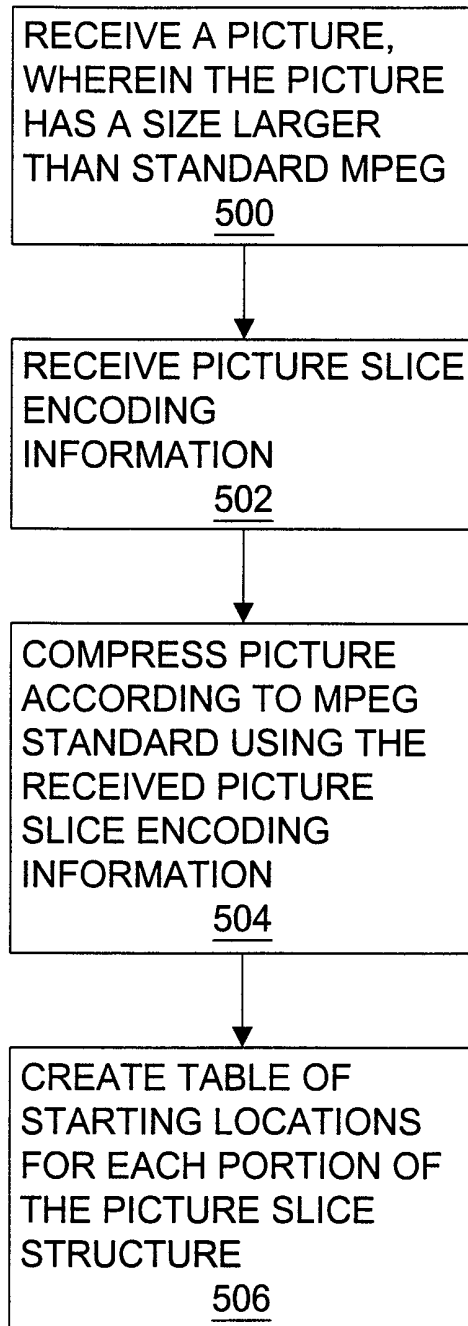 RECEIVE A PICTURE,
WHEREIN THE PICTURE
HAS A SIZE LARGER
THAN STANDARD MPEG
500
RECEIVE PICTURE SLICE
ENCODING
INFORMATION
502
COMPRESS PICTURE
ACCORDING TO MPEG
STANDARD USING THE
RECEIVED PICTURE
SLICE ENCODING
INFORMATION
504
CREATE TABLE OF
STARTING LOCATIONS
FOR EACH PORTION OF
THE PICTURE SLICE
STRUCTURE
506